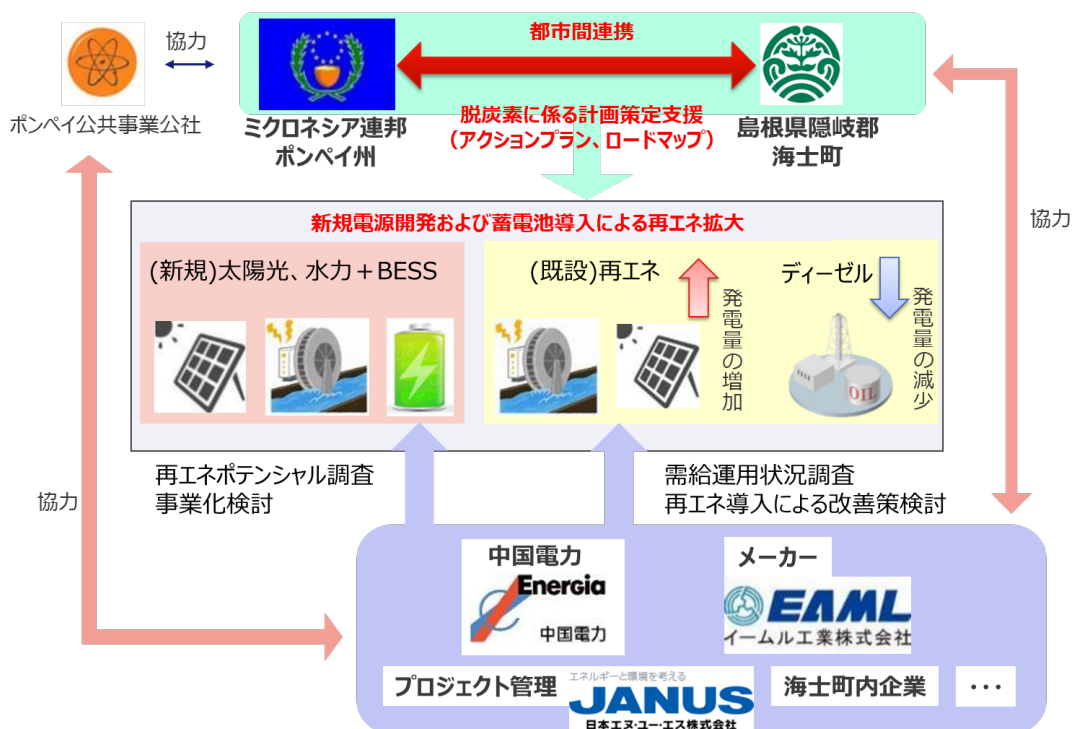 協力
都市間連携
ポンペイ公共事業公社
ミクロネシア連邦
ポンペイ州
脱炭素に係る計画策定支援
(アクションプラン、ロードマップ)
島根県隠岐郡
海士町
協力
新規電源開発および蓄電池導入による再エネ拡大
(新規)太陽光、水力+BESS
(既設)再エネ
発電量の増加
ディーゼル
発電量の減少
OIL
再エネポテンシャル調査
事業化検討
需給運用状況調査
再エネ導入による改善策検討
協力
中国電力
Energia
中国電力
メーカー
EAML
イームル工業株式会社
プロジェクト管理
エネルギーと環境を考える
JANUS
日本エヌ・ユー・エス株式会社
海士町内企業
・・・